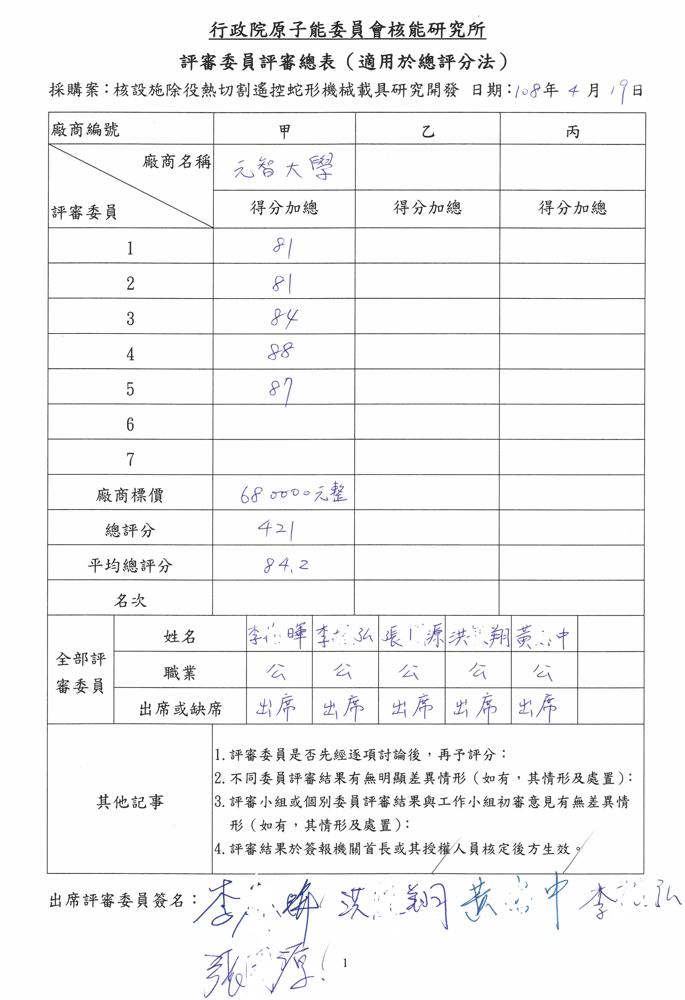 行政院原子能委員會核能研究所
評審委員評審總表（適用於總評分法）
採購案：核設施除役熱切割遙控蛇形機械載具研究開發 日期：108年 4 月 19日
廠商編號 甲 乙 丙
廠商名稱 元智大學
評審委員 得分加總 得分加總 得分加總
1 81
2 81
3 84
4 88
5 87
6
7
廠商標價 680000元整
總評分 421
平均總評分 84.2
名次
全部評審委員
姓名 李 暉 李 弘 張 源 洪 翔 黃 中
職業 公 公 公 公 公
出席或缺席 出席 出席 出席 出席 出席
其他記事
1. 評審委員是否先經逐項討論後，再予評分：
2. 不同委員評審結果有無明顯差異情形（如有，其情形及處置）：
3. 評審小組或個別委員評審結果與工作小組初審意見有無差異情
形（如有，其情形及處置）：
4. 評審結果於簽報機關首長或其授權人員核定後方生效。
出席評審委員簽名：李 暉 洪 翔 黃 中 李 弘
張 源
1